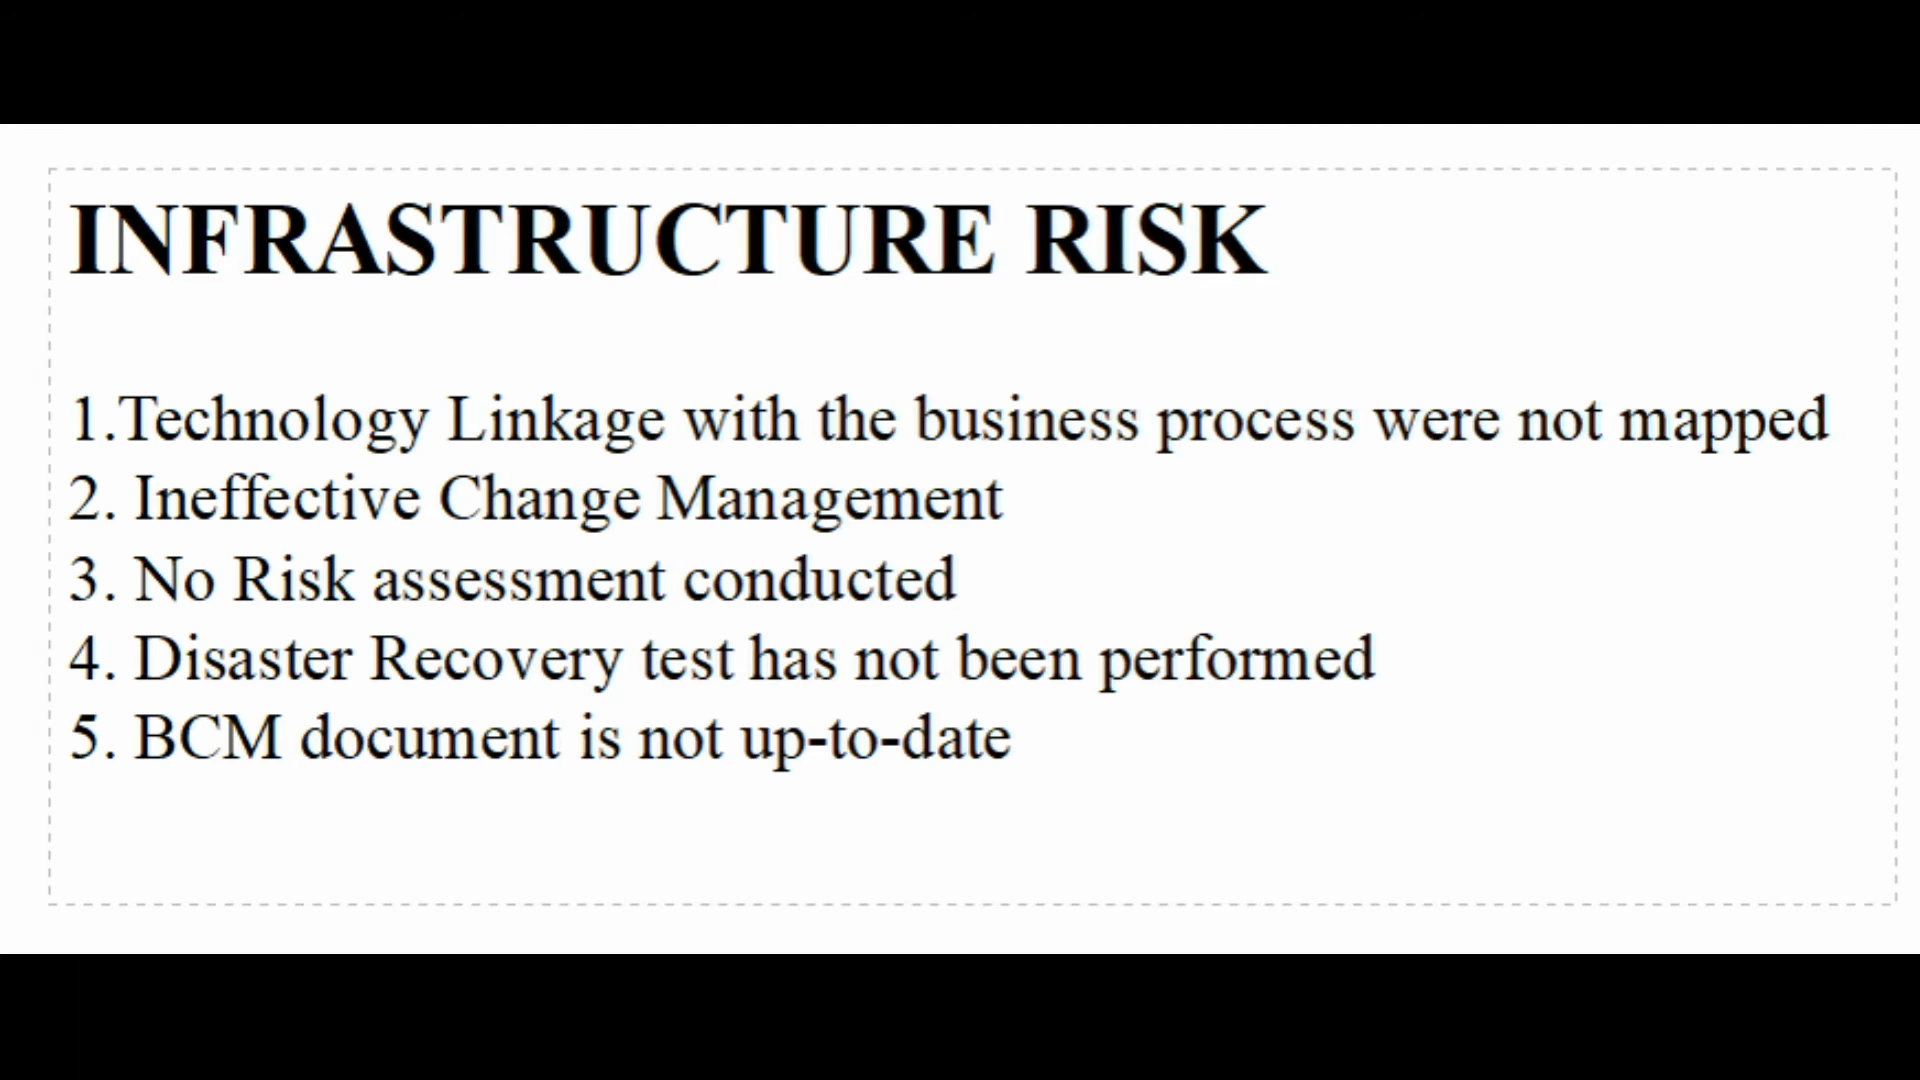 INFRASTRUCTURE RISK
1.Technology Linkage with the business process were not mapped
2. Ineffective Change Management
3. No Risk assessment conducted
4. Disaster Recovery test has not been performed
5. BCM document is not up-to-date